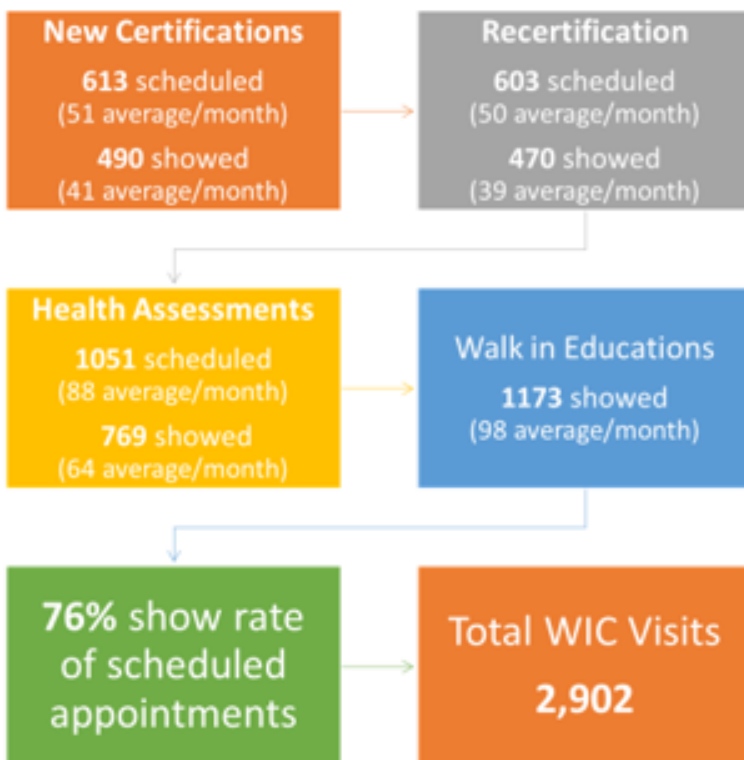 New Certifications
613 scheduled
(51 average/month)
490 showed
(41 average/month)
Recertification
603 scheduled
(50 average/month)
470 showed
(39 average/month)
Health Assessments
1051 scheduled
(88 average/month)
769 showed
(64 average/month)
Walk in Educations
1173 showed
(98 average/month)
76% show rate
of scheduled
appointments
Total WIC Visits
2,902